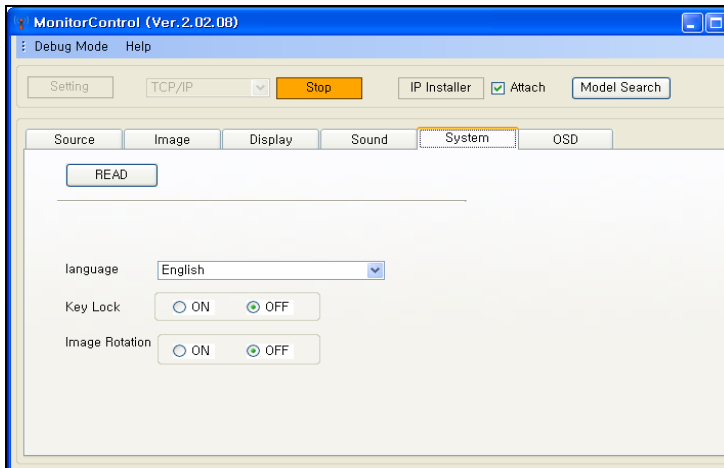 MonitorControl (Ver.2.02.08)
Debug Mode Help
Setting TCP/IP Stop IP Installer Attach Model Search
Source Image Display Sound System OSD
READ
language English
Key Lock ON OFF
Image Rotation ON OFF